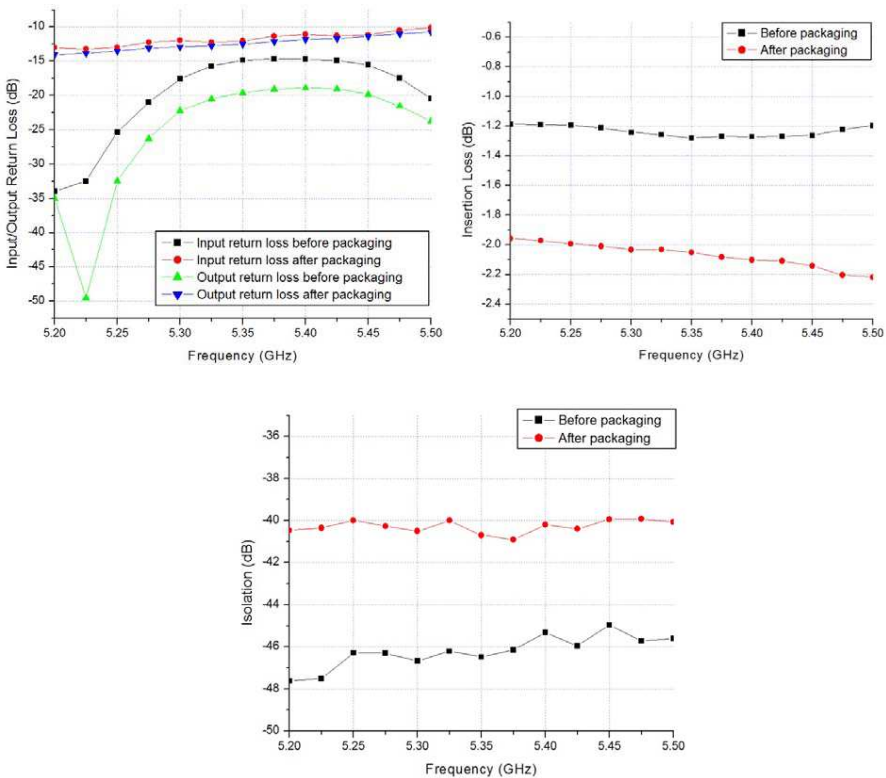 -10
-15
-20
-25
-30
-35
-40
-45
-50
Input/Output Return Loss (dB)
Input return loss before packaging
Input return loss after packaging
Output return loss before packaging
Output return loss after packaging
5.20 5.25 5.30 5.35 5.40 5.45 5.50
Frequency (GHz)
Before packaging
After packaging
-0.4
-0.6
-0.8
-1.0
-1.2
-1.4
-1.6
-1.8
-2.0
-2.2
-2.4
Insertion Loss (dB)
5.20 5.25 5.30 5.35 5.40 5.45 5.50
Frequency (GHz)
Before packaging
After packaging
-36
-38
-40
-42
-44
-46
-48
-50
Isolation (dB)
5.20 5.25 5.30 5.35 5.40 5.45 5.50
Frequency (GHz)